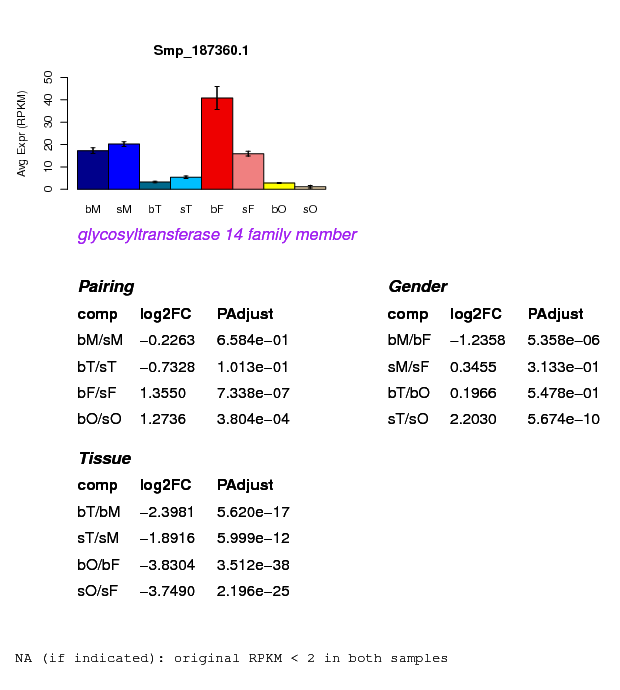 Smp_187360.1
Avg Expr (RPKM)
50
40
30
20
10
0
bM sM bT sT bF sF bO sO
glycosyltransferase 14 family member
Pairing
comp log2FC PAdjust
bM/sM −0.2263 6.584e−01
bT/sT −0.7328 1.013e−01
bF/sF 1.3550 7.338e−07
bO/sO 1.2736 3.804e−04
Gender
comp log2FC PAdjust
bM/bF −1.2358 5.358e−06
sM/sF 0.3455 3.133e−01
bT/bO 0.1966 5.478e−01
sT/sO 2.2030 5.674e−10
Tissue
comp log2FC PAdjust
bT/bM −2.3981 5.620e−17
sT/sM −1.8916 5.999e−12
bO/bF −3.8304 3.512e−38
sO/sF −3.7490 2.196e−25
NA (if indicated): original RPKM < 2 in both samples